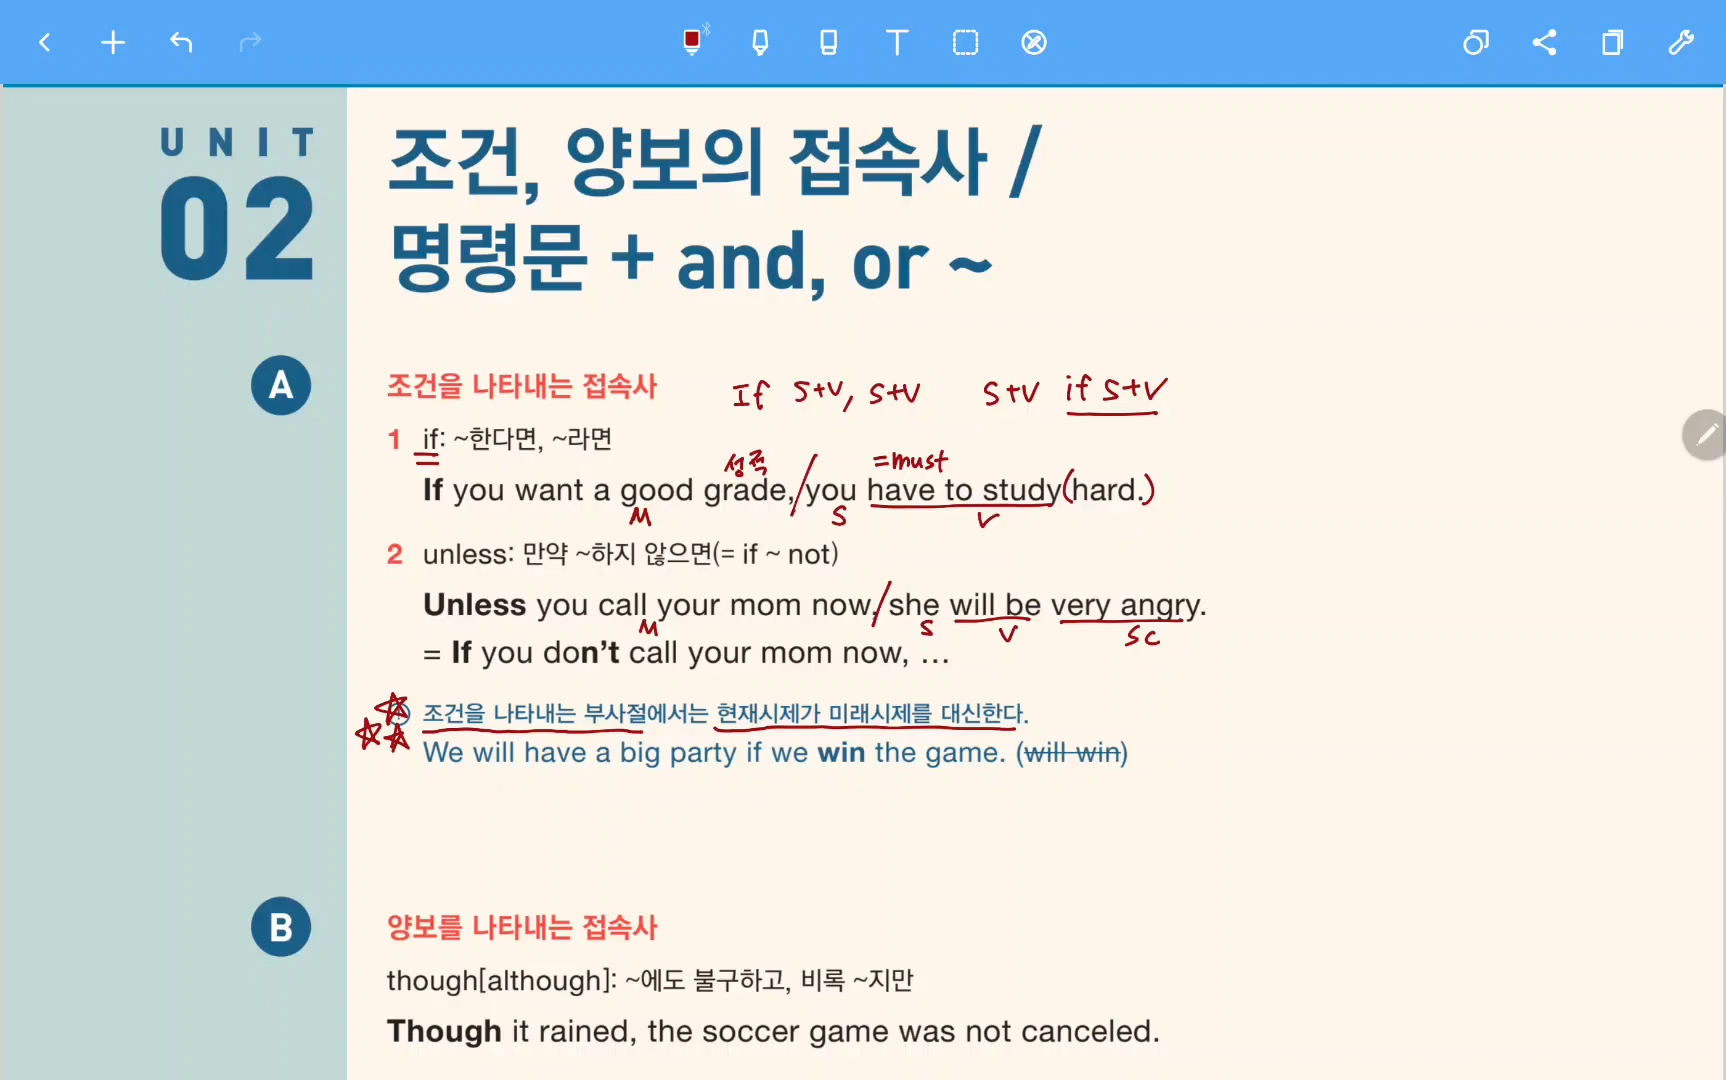 UNIT
02
조건, 양보의 접속사 /
명령문 + and, or ~
A
조건을 나타내는 접속사
If S+V, S+V
S+V if S+V
1 if: ~한다면, ~라면
성적
=must
If you want a good grade, you have to study (hard.)
M
S
V
2 unless: 만약 ~하지 않으면(= if ~ not)
Unless you call your mom now, she will be very angry.
M
S
V
SC
= If you don't call your mom now, …
조건을 나타내는 부사절에서는 현재시제가 미래시제를 대신한다.
We will have a big party if we win the game. (will win)
B
양보를 나타내는 접속사
though[although]: ~에도 불구하고, 비록 ~지만
Though it rained, the soccer game was not canceled.